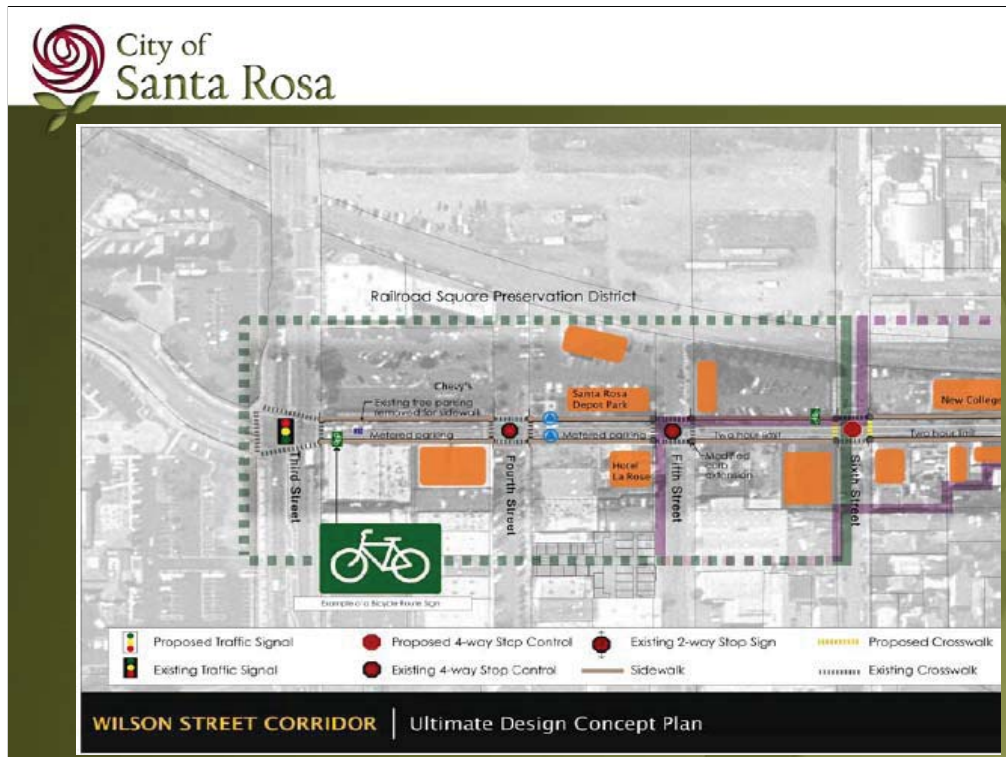 City of
Santa Rosa
Railroad Square Preservation District
Chevy's
Existing free parking
removed for sidewalk
Metered parking
Santa Rosa
Depot Park
Metered parking
Hotel
La Rose
Two hour limit
Modified
curb
extension
New College
Two hour limit
Third Street
Fourth Street
Fifth Street
Sixth Street
Example of a Bicycle Route Sign
Proposed Traffic Signal
Proposed 4-way Stop Control
Existing 2-way Stop Sign
Proposed Crosswalk
Existing Traffic Signal
Existing 4-way Stop Control
Sidewalk
Existing Crosswalk
WILSON STREET CORRIDOR | Ultimate Design Concept Plan